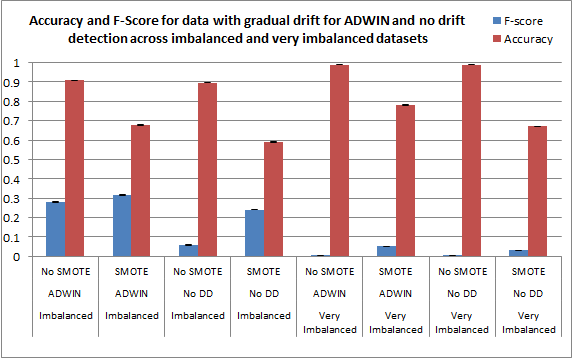 Accuracy and F-Score for data with gradual drift for ADWIN and no drift
detection across imbalanced and very imbalanced datasets
F-score
Accuracy
1
0.9
0.8
0.7
0.6
0.5
0.4
0.3
0.2
0.1
0
No SMOTE SMOTE No SMOTE SMOTE No SMOTE SMOTE No SMOTE SMOTE
ADWIN ADWIN No DD No DD ADWIN ADWIN No DD No DD
Imbalanced Imbalanced Imbalanced Imbalanced Very Very Very Very
Imbalanced Imbalanced Imbalanced Imbalanced